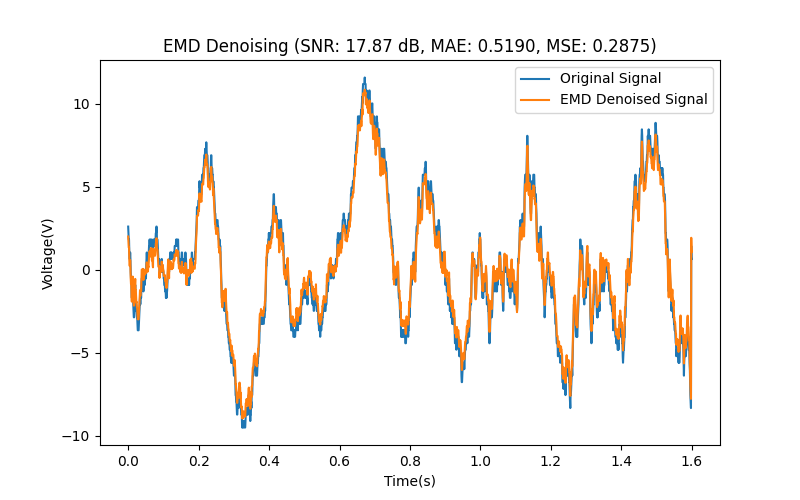 EMD Denoising (SNR: 17.87 dB, MAE: 0.5190, MSE: 0.2875)
Original Signal
EMD Denoised Signal
10
5
0
−5
−10
Voltage(V)
0.0 0.2 0.4 0.6 0.8 1.0 1.2 1.4 1.6
Time(s)